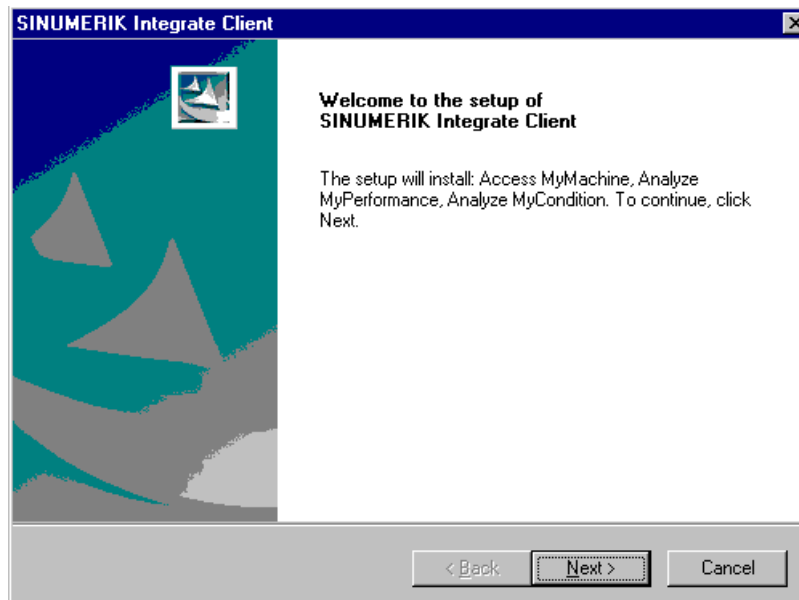 SINUMERIK Integrate Client
Welcome to the setup of
SINUMERIK Integrate Client
The setup will install: Access MyMachine, Analyze
MyPerformance, Analyze MyCondition. To continue, click
Next.
< Back
Next >
Cancel